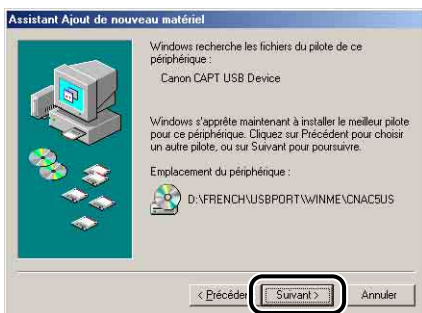 Assistant Ajout de nouveau matériel
Windows recherche les fichiers du pilote de ce
périphérique :
Canon CAPT USB Device
Windows s'apprête maintenant à installer le meilleur pilote
pour ce périphérique. Cliquez sur Précédent pour choisir
un autre pilote, ou sur Suivant pour poursuivre.
Emplacement du périphérique :
D:\FRENCH\USBPORT\WINME\CNAC5US
< Précéden
Suivant >
Annuler